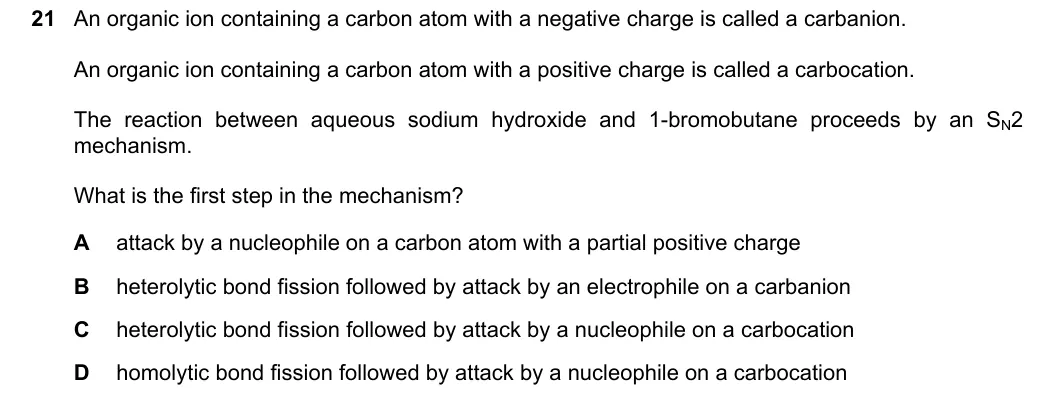 21 An organic ion containing a carbon atom with a negative charge is called a carbanion.
An organic ion containing a carbon atom with a positive charge is called a carbocation.
The reaction between aqueous sodium hydroxide and 1-bromobutane proceeds by an SN2
mechanism.
What is the first step in the mechanism?
A attack by a nucleophile on a carbon atom with a partial positive charge
B heterolytic bond fission followed by attack by an electrophile on a carbanion
C heterolytic bond fission followed by attack by a nucleophile on a carbocation
D homolytic bond fission followed by attack by a nucleophile on a carbocation